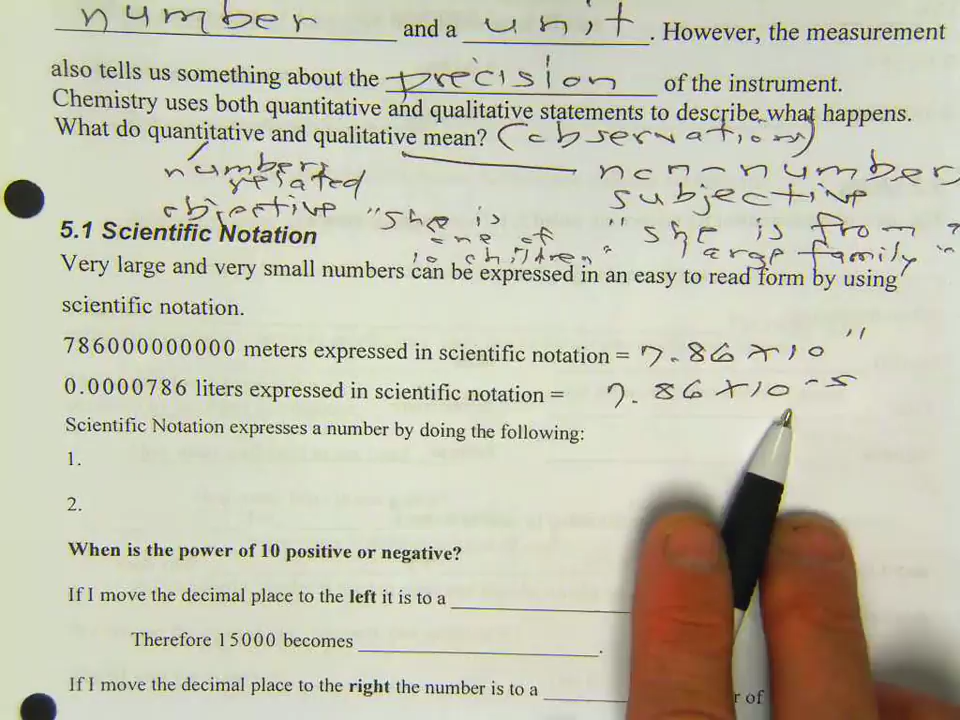 number and a unit. However, the measurement
also tells us something about the precision of the instrument.
Chemistry uses both quantitative and qualitative statements to describe what happens.
What do quantitative and qualitative mean? (observations)
numbers related non-number
objective subjective
"she is one of 10 children" "she is from a large family"
5.1 Scientific Notation
Very large and very small numbers can be expressed in an easy to read form by using
scientific notation.
786000000000 meters expressed in scientific notation = 7.86 x 10 11
0.0000786 liters expressed in scientific notation = 7.86 x 10 -5
Scientific Notation expresses a number by doing the following:
1.
2.
When is the power of 10 positive or negative?
If I move the decimal place to the left it is to a
Therefore 15000 becomes .
If I move the decimal place to the right the number is to a of